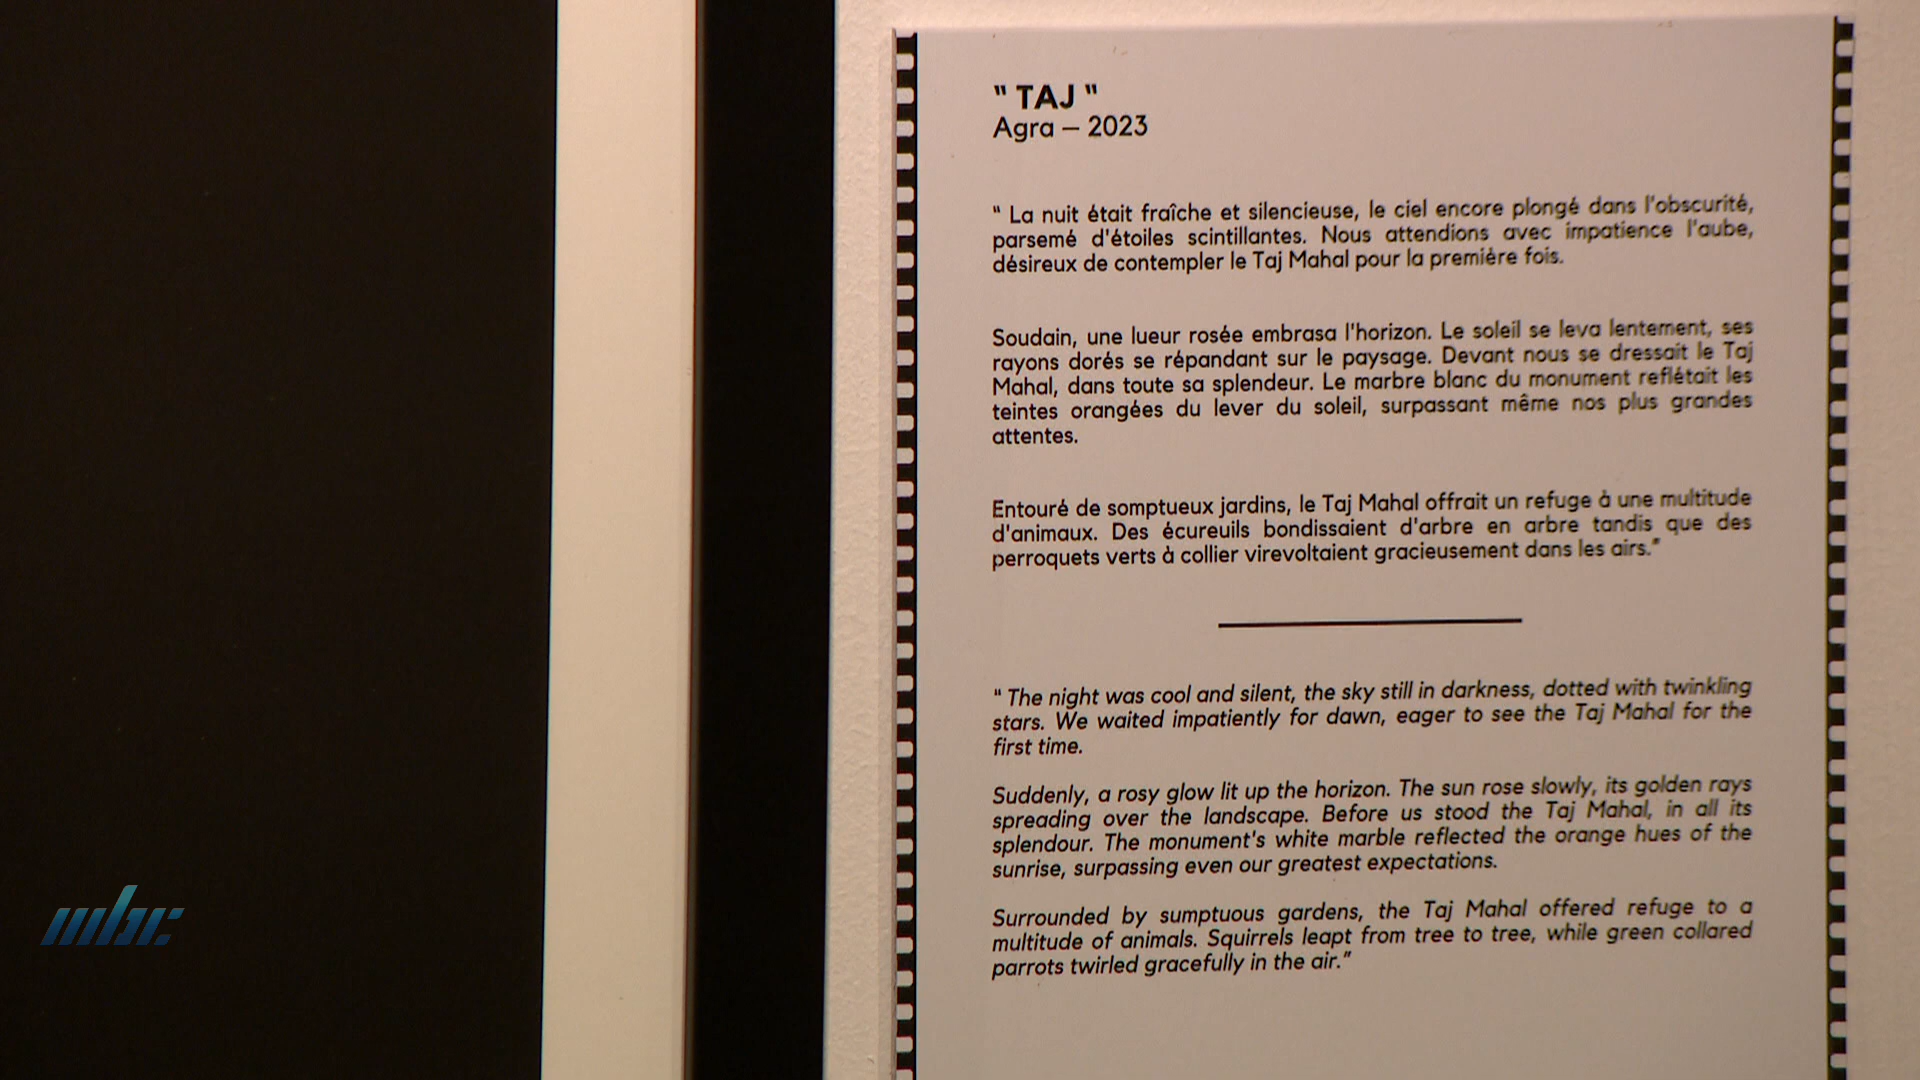 " TAJ "
Agra – 2023
" La nuit était fraîche et silencieuse, le ciel encore plongé dans l'obscurité,
parsemé d'étoiles scintillantes. Nous attendions avec impatience l'aube,
désireux de contempler le Taj Mahal pour la première fois.
Soudain, une lueur rosée embrasa l'horizon. Le soleil se leva lentement, ses
rayons dorés se répandant sur le paysage. Devant nous se dressait le Taj
Mahal, dans toute sa splendeur. Le marbre blanc du monument reflétait les
teintes orangées du lever du soleil, surpassant même nos plus grandes
attentes.
Entouré de somptueux jardins, le Taj Mahal offrait un refuge à une multitude
d'animaux. Des écureuils bondissaient d'arbre en arbre tandis que des
perroquets verts à collier virevoltaient gracieusement dans les airs."
" The night was cool and silent, the sky still in darkness, dotted with twinkling
stars. We waited impatiently for dawn, eager to see the Taj Mahal for the
first time.
Suddenly, a rosy glow lit up the horizon. The sun rose slowly, its golden rays
spreading over the landscape. Before us stood the Taj Mahal, in all its
splendour. The monument's white marble reflected the orange hues of the
sunrise, surpassing even our greatest expectations.
Surrounded by sumptuous gardens, the Taj Mahal offered refuge to a
multitude of animals. Squirrels leapt from tree to tree, while green collared
parrots twirled gracefully in the air."
mbc